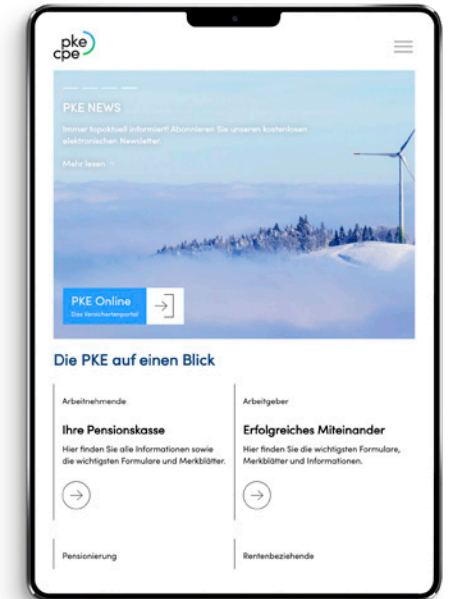 pke
cpe
PKE NEWS
Immer topaktuell informiert! Abonnieren Sie unseren kostenlosen
elektronischen Newsletter.
Mehr lesen
PKE Online
Das Versichertenportal
Die PKE auf einen Blick
Arbeitnehmende
Ihre Pensionskasse
Hier finden Sie alle Informationen sowie
die wichtigsten Formulare und Merkblätter.
Arbeitgeber
Erfolgreiches Miteinander
Hier finden Sie die wichtigsten Formulare,
Merkblätter und Informationen.
Pensionierung
Rentenbeziehende